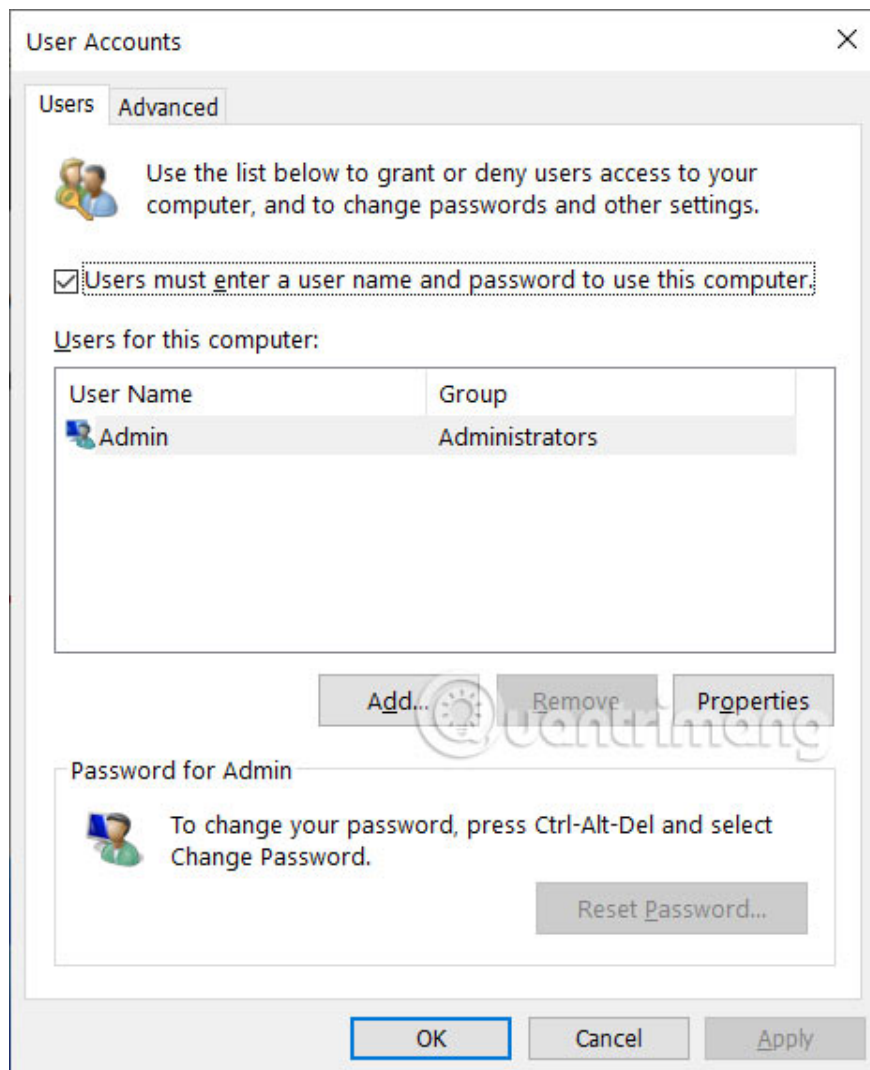 User Accounts
Users
Advanced
Use the list below to grant or deny users access to your
computer, and to change passwords and other settings.
Users must enter a user name and password to use this computer.
Users for this computer:
User Name Group
Admin Administrators
Add... Remove Properties
Quantrimang
Password for Admin
To change your password, press Ctrl-Alt-Del and select
Change Password.
Reset Password...
OK Cancel Apply